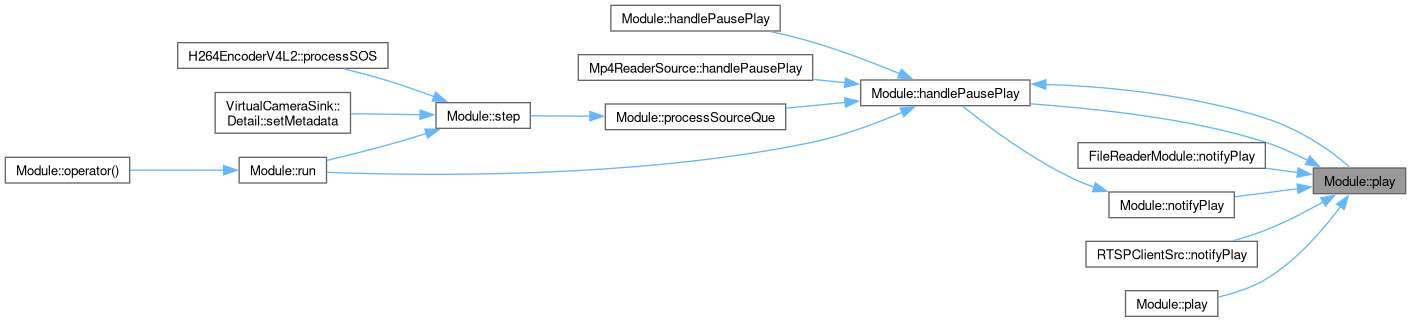 Module::handlePausePlay
H264EncoderV4L2::processSOS
Mp4ReaderSource::handlePausePlay
Module::handlePausePlay
VirtualCameraSink::
Detail::setMetadata
Module::step
Module::processSourceQue
FileReaderModule::notifyPlay
Module::operator()
Module::run
Module::play
Module::notifyPlay
RTSPClientSrc::notifyPlay
Module::play